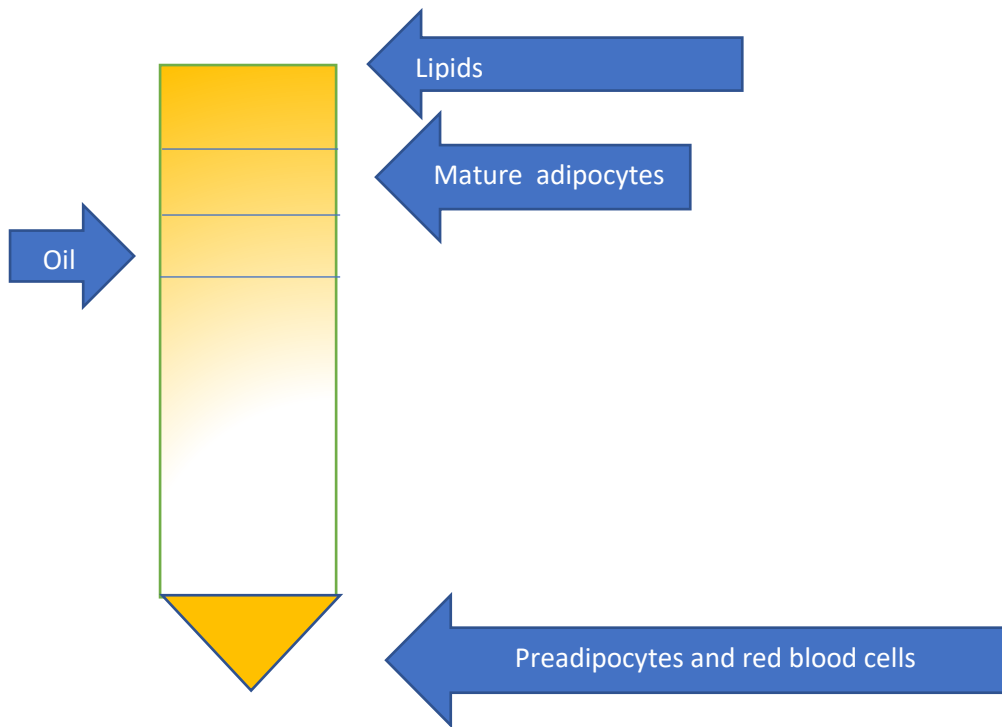 Lipids
Mature adipocytes
Oil
Preadipocytes and red blood cells